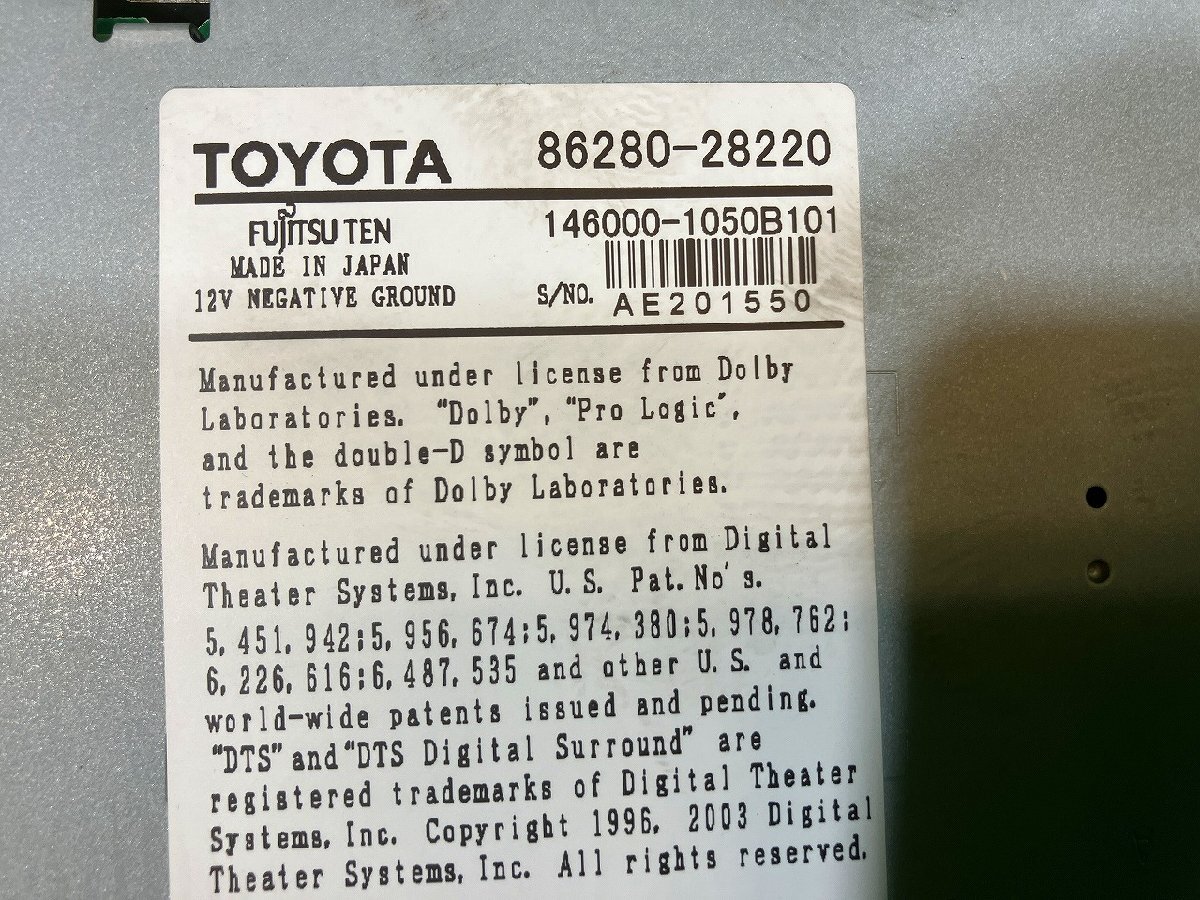 TOYOTA 86280-28220
FUJITSU TEN 146000-1050B101
MADE IN JAPAN
12V NEGATIVE GROUND S/NO. AE201550
Manufactured under license from Dolby
Laboratories. "Dolby", "Pro Logic",
and the double-D symbol are
trademarks of Dolby Laboratories.
Manufactured under license from Digital
Theater Systems, Inc. U.S. Pat.No's.
5,451,942;5,956,674;5,974,380;5,978,762;
6,226,616;6,487,535 and other U.S. and
world-wide patents issued and pending.
"DTS" and "DTS Digital Surround" are
registered trademarks of Digital Theater
Systems, Inc. Copyright 1996, 2003 Digital
Theater Systems, Inc. All rights reserved.